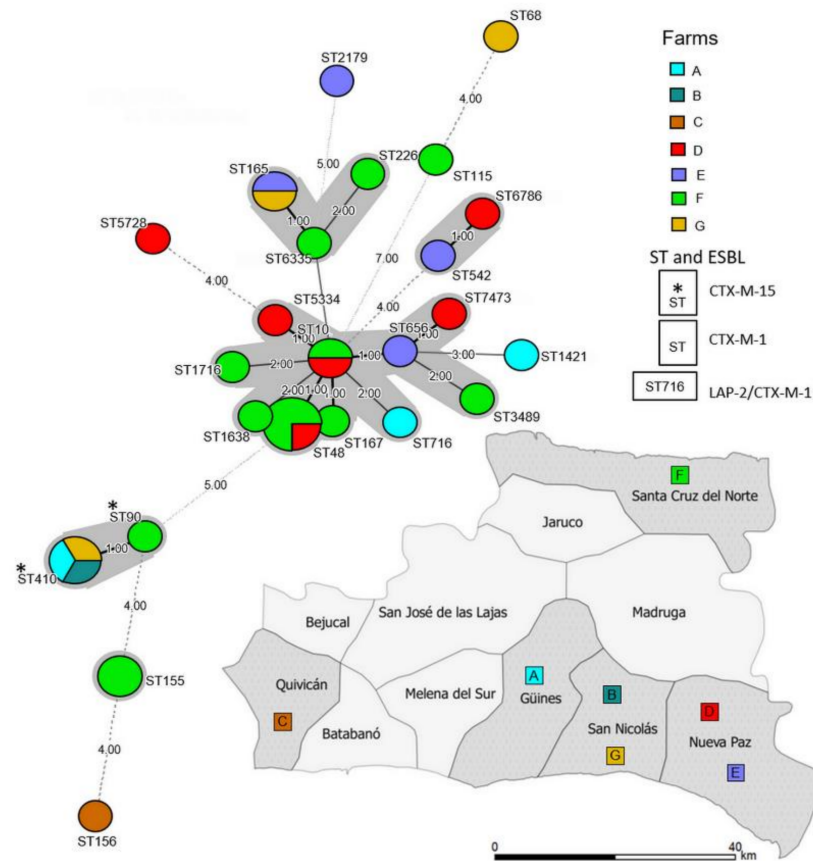 ST68
Farms
ST2179
A
4.00
B
C
5.00
ST226
D
ST165
ST115
E
2.00
F
1.00
ST6786
G
ST5728
ST6335
1.00
7.00
ST542
ST and ESBL
4.00
4.00
*
ST
CTX-M-15
ST5334
ST7473
ST10
ST656
1.00
1.00
1.00
3.00
ST1421
ST
CTX-M-1
ST1716
2.00
2.00
ST716
LAP-2/CTX-M-1
2.00
1.00
1.00
2.00
ST3489
ST1638
ST167
ST716
ST48
F
5.00
Santa Cruz del Norte
*
ST90
Jaruco
1.00
*
ST410
San José de las Lajas
Madruga
4.00
Bejucal
A
ST155
Quivicán
Melena del Sur
Güines
B
D
C
San Nicolás
Batabanó
Nueva Paz
4.00
G
E
ST156
0
40
km